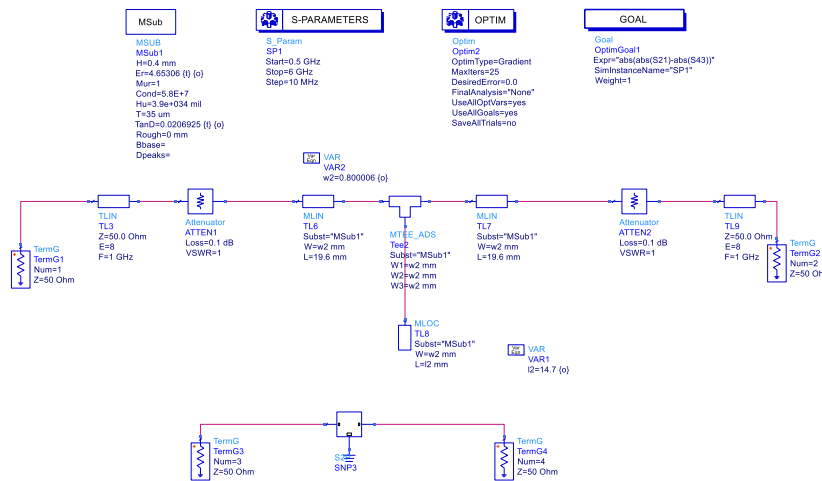 MSub
MSUB
MSub1
H=0.4 mm
Er=4.65306 {t} {o}
Mur=1
Cond=5.8E+7
Hu=3.9e+034 mil
T=35 um
TanD=0.0206925 {t} {o}
Rough=0 mm
Bbase=
Dpeaks=
S-PARAMETERS
S_Param
SP1
Start=0.5 GHz
Stop=6 GHz
Step=10 MHz
OPTIM
Optim
Optim2
OptimType=Gradient
MaxIters=25
DesiredError=0.0
FinalAnalysis="None"
UseAllOptVars=yes
UseAllGoals=yes
SaveAllTrials=no
GOAL
Goal
OptimGoal1
Expr="abs(abs(S21)-abs(S43))"
SimInstanceName="SP1"
Weight=1
Var
Eqn
VAR
VAR2
w2=0.800006 {o}
TermG
TermG1
Num=1
Z=50 Ohm
TLIN
TL3
Z=50.0 Ohm
E=8
F=1 GHz
Attenuator
ATTEN1
Loss=0.1 dB
VSWR=1
MLIN
TL6
Subst="MSub1"
W=w2 mm
L=19.6 mm
MTEE_ADS
Tee2
Subst="MSub1"
W1=w2 mm
W2=w2 mm
W3=w2 mm
MLIN
TL7
Subst="MSub1"
W=w2 mm
L=19.6 mm
Attenuator
ATTEN2
Loss=0.1 dB
VSWR=1
TLIN
TL9
Z=50.0 Ohm
E=8
F=1 GHz
TermG
TermG2
Num=2
Z=50 Oh
MLOC
TL8
Subst="MSub1"
W=w2 mm
L=l2 mm
Var
Eqn
VAR
VAR1
l2=14.7 {o}
TermG
TermG3
Num=3
Z=50 Ohm
SNP3
TermG
TermG4
Num=4
Z=50 Ohm